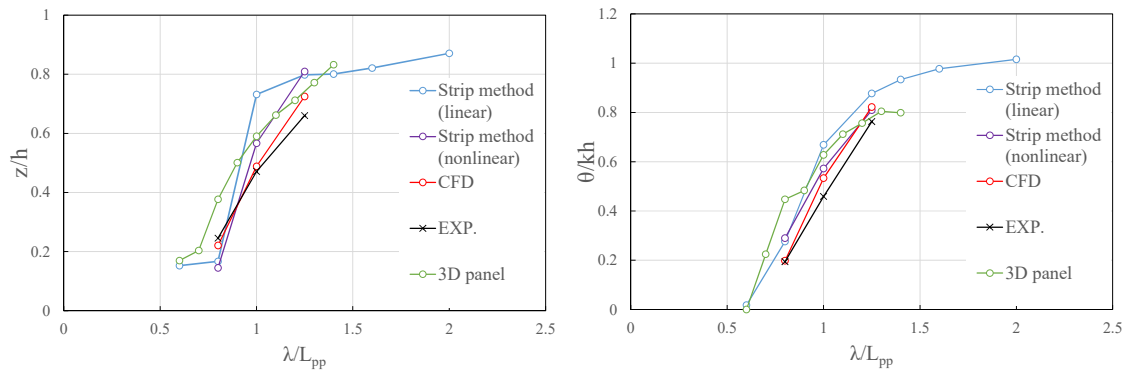 1
0.8
0.6
0.4
0.2
0
z/h
0
0.5
1
1.5
2
2.5
λ/Lpp
Strip method
(linear)
Strip method
(nonlinear)
CFD
EXP.
3D panel
1.2
1
0.8
0.6
0.4
0.2
0
θ/kh
0
0.5
1
1.5
2
2.5
λ/Lpp
Strip method
(linear)
Strip method
(nonlinear)
CFD
EXP.
3D panel